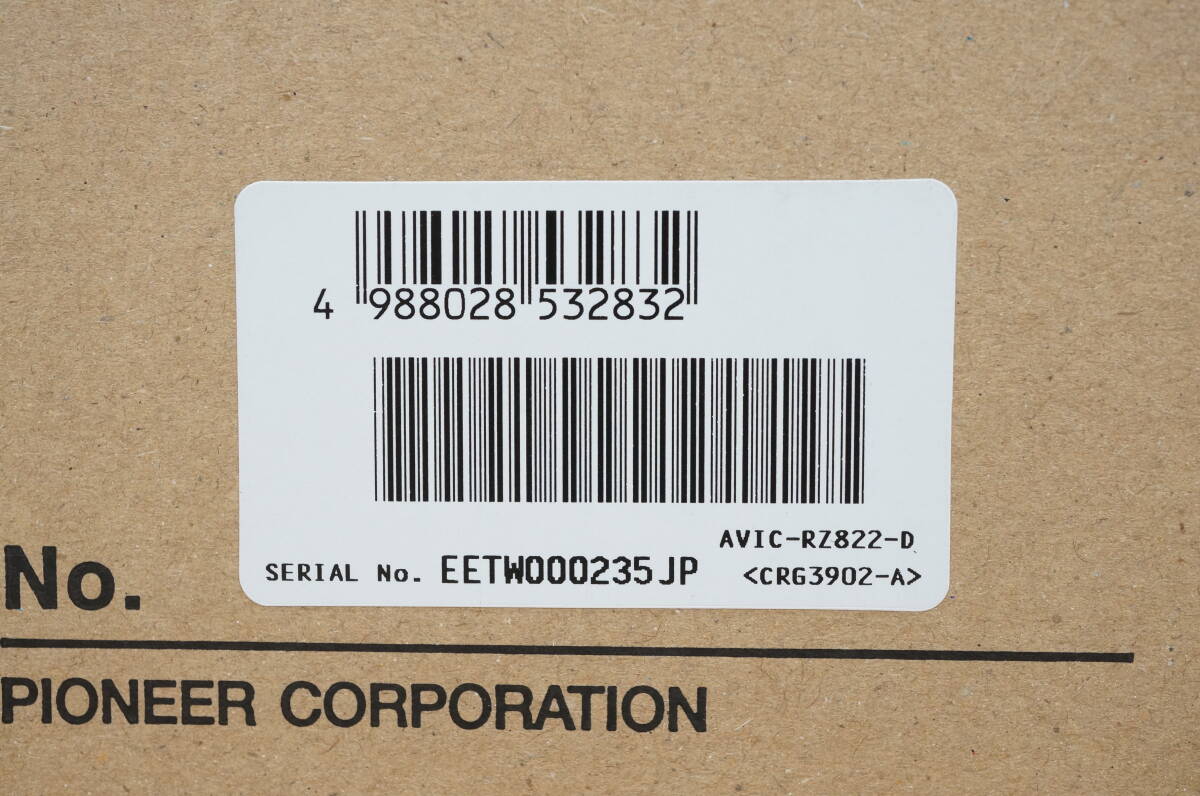 4 988028 532832
AVIC-RZ822-D
SERIAL No. EETW000235JP <CRG3902-A>
No.
PIONEER CORPORATION